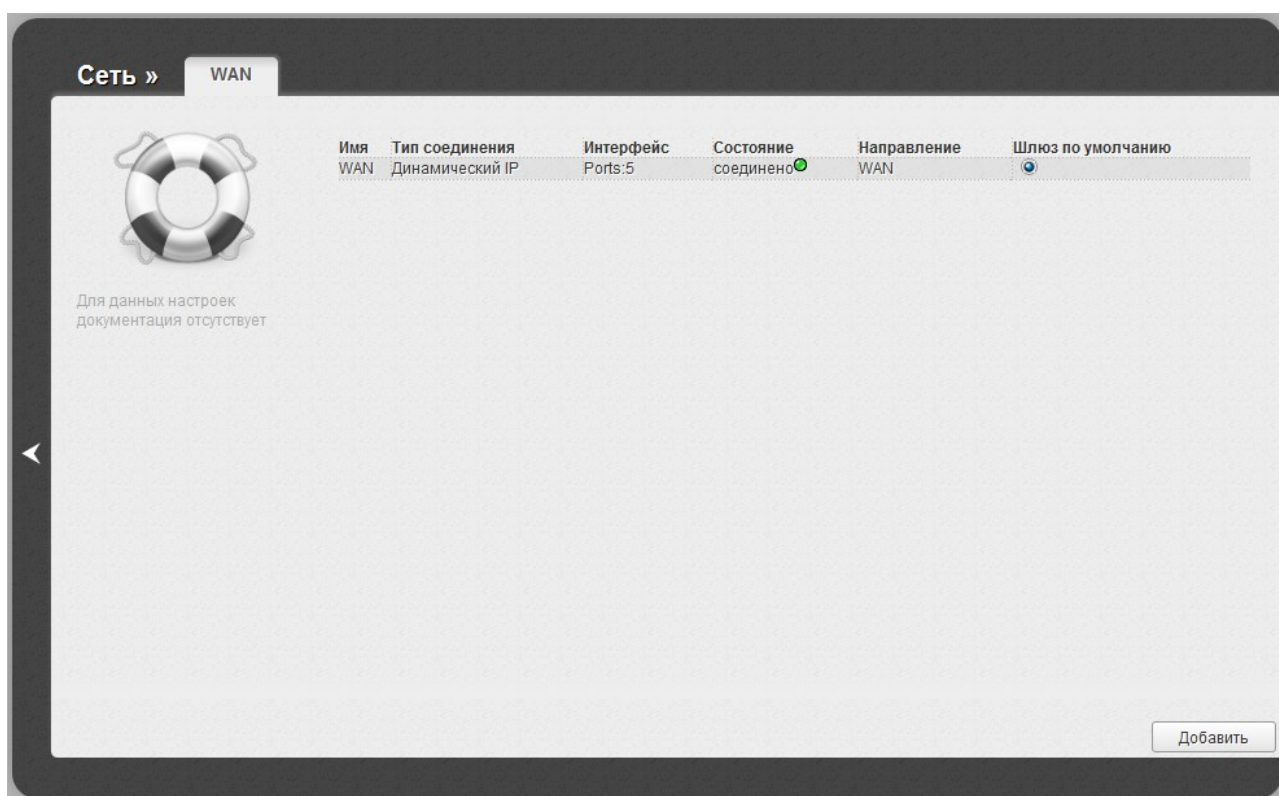 Сеть » WAN
Имя Тип соединения Интерфейс Состояние Направление Шлюз по умолчанию
WAN Динамический IP Ports:5 соединено WAN
Для данных настроек
документация отсутствует
Добавить